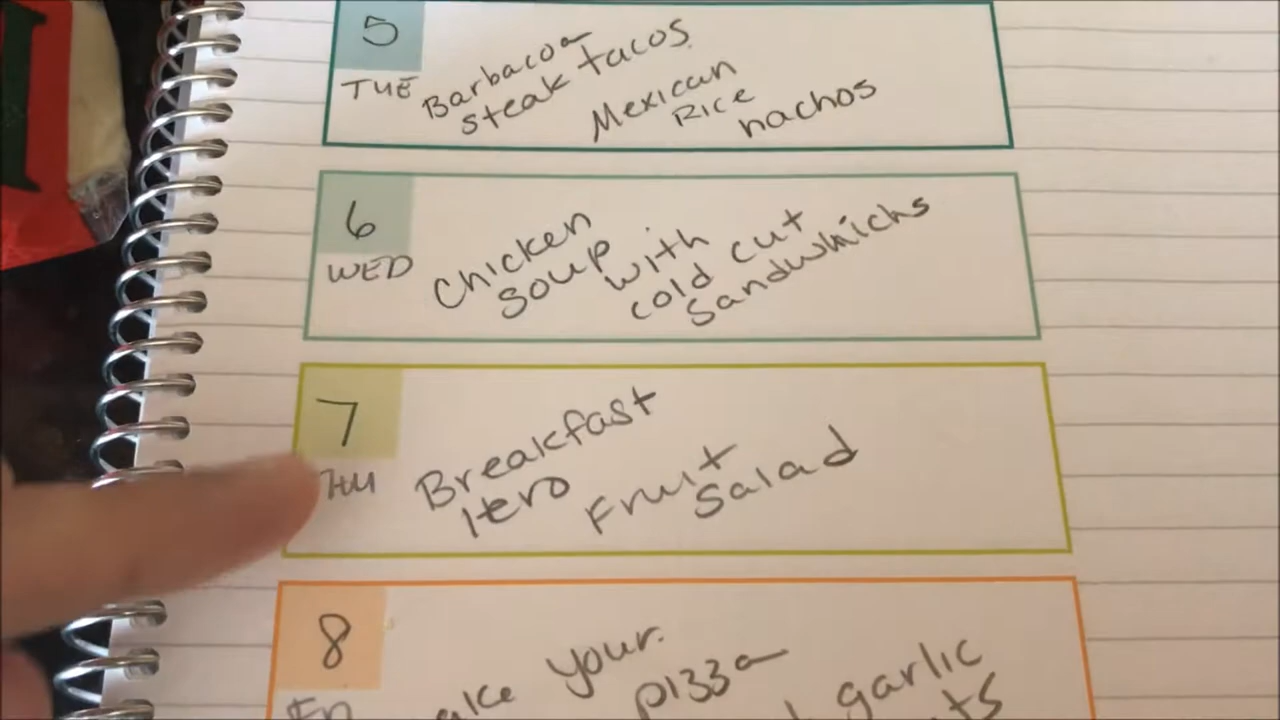 5
TUE
Barbacoa
steak tacos
Mexican
RICE
nachos
6
WED
Chicken
soup with
cold cut
sandwhichs
7
THU
Breakfast
Hero
Fruit
salad
8
your
pizza
garlic